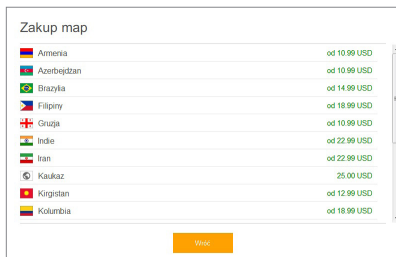 Zakup map
Armenia od 10.99 USD
Azerbejdżan od 10.99 USD
Brazylia od 14.99 USD
Filipiny od 18.99 USD
Gruzja od 10.99 USD
Indie od 22.99 USD
Iran od 22.99 USD
Kaukaz 25.00 USD
Kirgistan od 12.99 USD
Kolumbia od 18.99 USD
Wróć